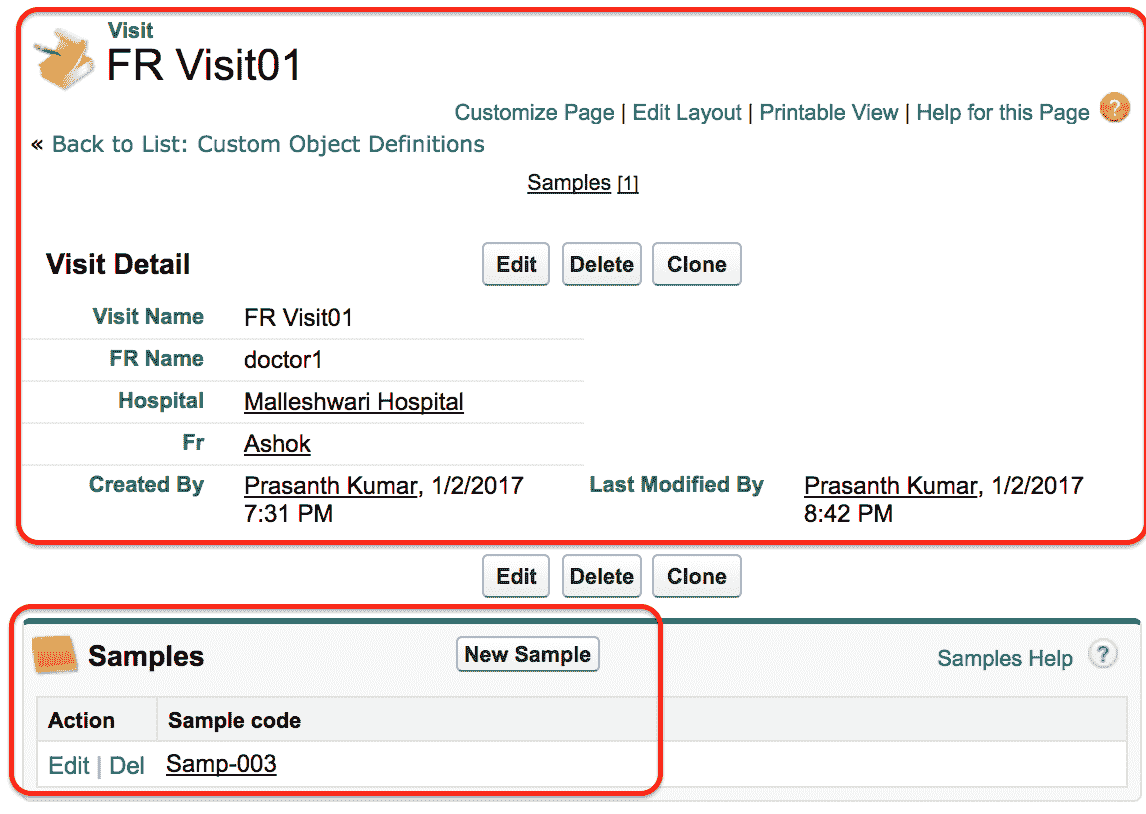 Visit
FR Visit01
Customize Page | Edit Layout | Printable View | Help for this Page ?
« Back to List: Custom Object Definitions
Samples [1]
Visit Detail Edit Delete Clone
Visit Name FR Visit01
FR Name doctor1
Hospital Malleshwari Hospital
Fr Ashok
Created By Prasanth Kumar, 1/2/2017 Last Modified By Prasanth Kumar, 1/2/2017
7:31 PM 8:42 PM
Edit Delete Clone
Samples New Sample Samples Help ?
Action Sample code
Edit | Del Samp-003